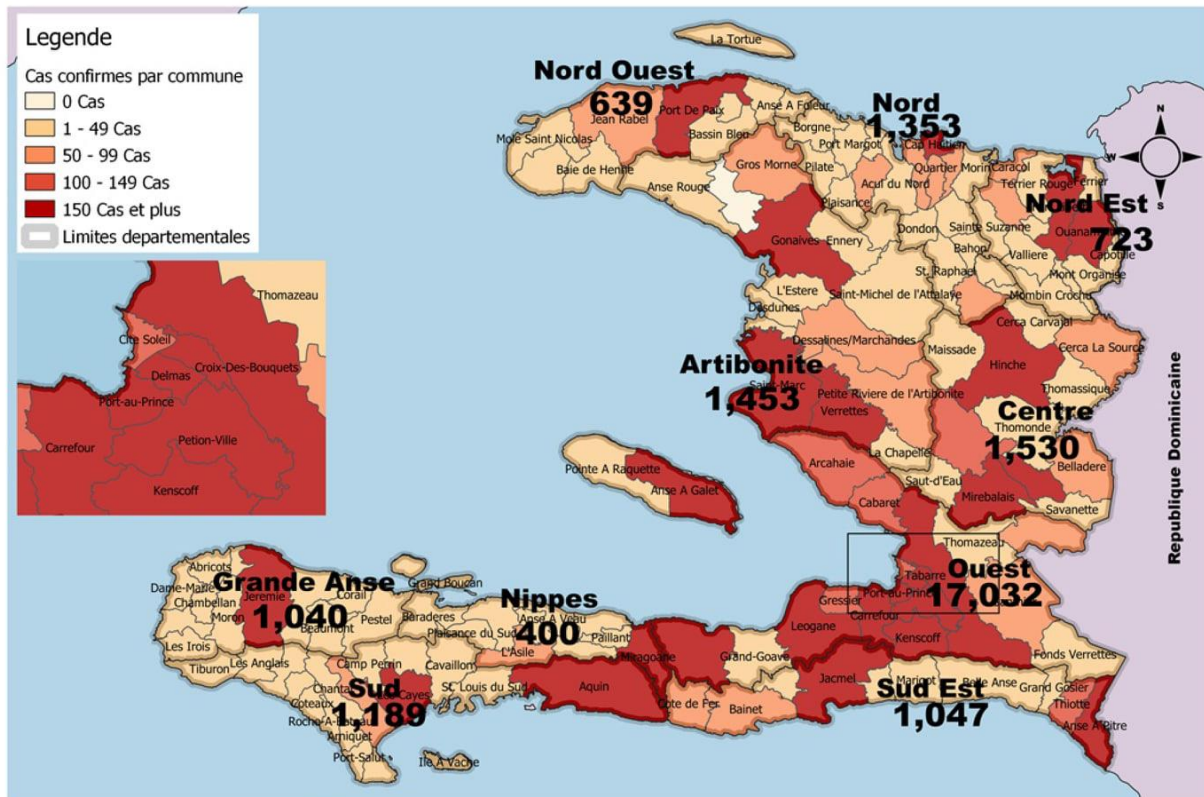 Legende
Cas confirmes par commune
0 Cas
1 - 49 Cas
50 - 99 Cas
100 - 149 Cas
150 Cas et plus
Limites departementales
Thomazeau
Cite Soleil
Croix-Des-Bouquets
Delmas
Port-au-Prince
Carrefour
Petion-Ville
Kenscoff
La Tortue
Nord Ouest
639
Port De Paix
Jean Rabel
Mole Saint Nicolas
Baie de Henne
Bassin Bleu
Anse A Foleur
Anse Rouge
Gros Morne
Nord
1,353
Cap Haitien
Borgne
Port Margot
Pilate
Plaisance
Acul du Nord
Quartier Morin
Caracol
Terrier Rouge
Ferrier
N
W
S
Nord Est
723
Gonaives
Ennery
Dondon
Sainte Suzanne
Bahon
Valliere
Capotille
Mont Organise
Mombin Crochu
St. Raphael
Saint-Michel de l'Attalaye
L'Estere
Desdunes
Dessalines/Marchandes
Maissade
Cerca Carvajal
Cerca La Source
Hinche
Thomassique
Artibonite
1,453
Saint-Marc
Petite Riviere de l'Artibonite
Verrettes
Centre
1,530
Thomonde
La Chapelle
Belladere
Saut-d'Eau
Mirebalais
Savanette
Pointe A Raquette
Anse A Galet
Arcahaie
Cabaret
Thomazeau
Republique Dominicaine
Ouest
17,032
Tabarre
Port-au-Prince
Gressier
Carrefour
Leogane
Kenscoff
Fonds Verrettes
Grande Anse
1,040
Abricots
Dame-Marie
Chambellan
Jeremie
Moron
Corail
Pestel
Beaumont
Les Irois
Nippes
400
Grand Boucan
Baraderes
Anse A Veau
Plaisance du Sud
Paillant
L'Asile
Miragoane
Grand-Goave
Sud
1,189
Tiburon
Les Anglais
Camp Perrin
Cavaillon
Coteaux
St. Louis du Sud
Aquin
Port-Salut
Ile A Vache
Sud Est
1,047
Jacmel
Cote de Fer
Bainet
Marigot
Belle Anse
Grand Gosier
Thiotte
Anse A Pitre